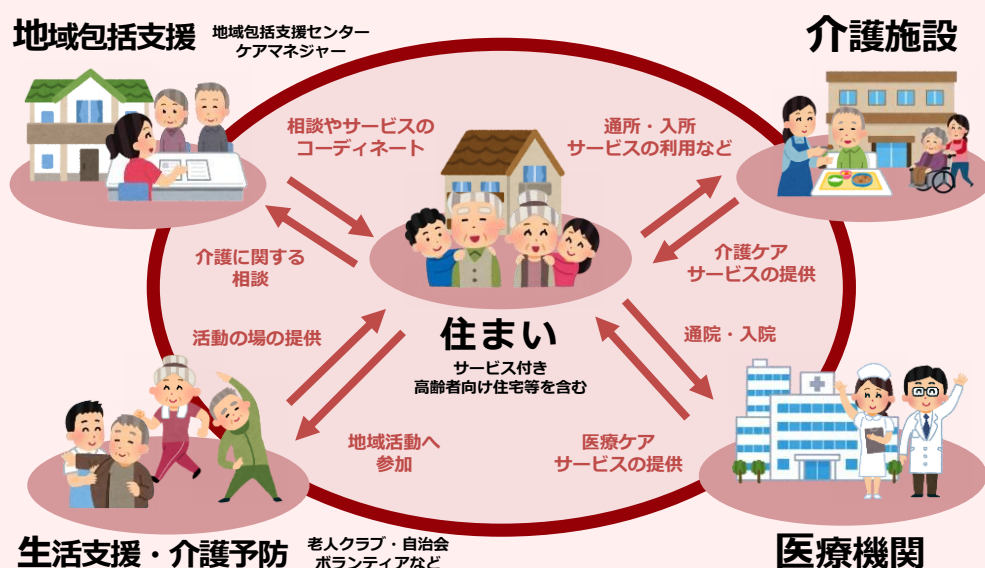 地域包括支援
地域包括支援センター
ケアマネジャー
介護施設
相談やサービスの
コーディネート
通所・入所
サービスの利用など
介護に関する
相談
介護ケア
サービスの提供
住まい
サービス付き
高齢者向け住宅等を含む
活動の場の提供
通院・入院
地域活動へ
参加
医療ケア
サービスの提供
生活支援・介護予防
老人クラブ・自治会
ボランティアなど
医療機関